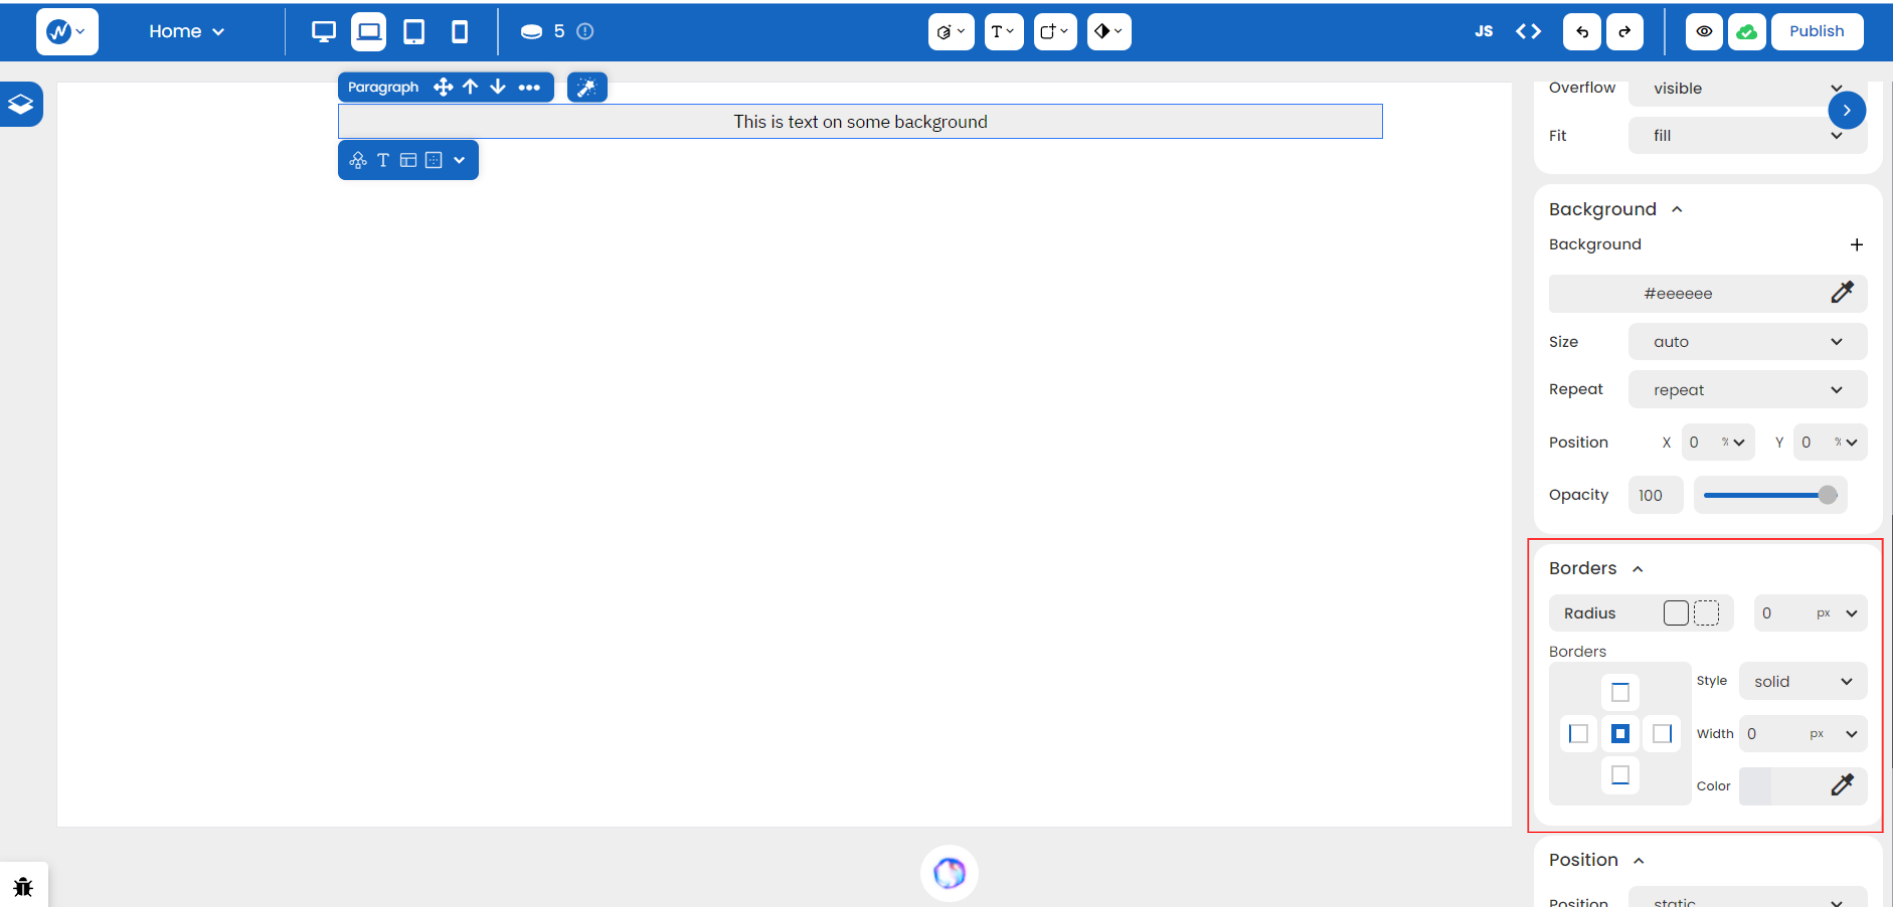 Home
5
T
JS
Publish
Paragraph
This is text on some background
T
Overflow visible
Fit fill
Background
Background
#eeeeee
Size auto
Repeat repeat
Position X 0 % Y 0 %
Opacity 100
Borders
Radius 0 px
Borders
Style solid
Width 0 px
Color
Position
Position static